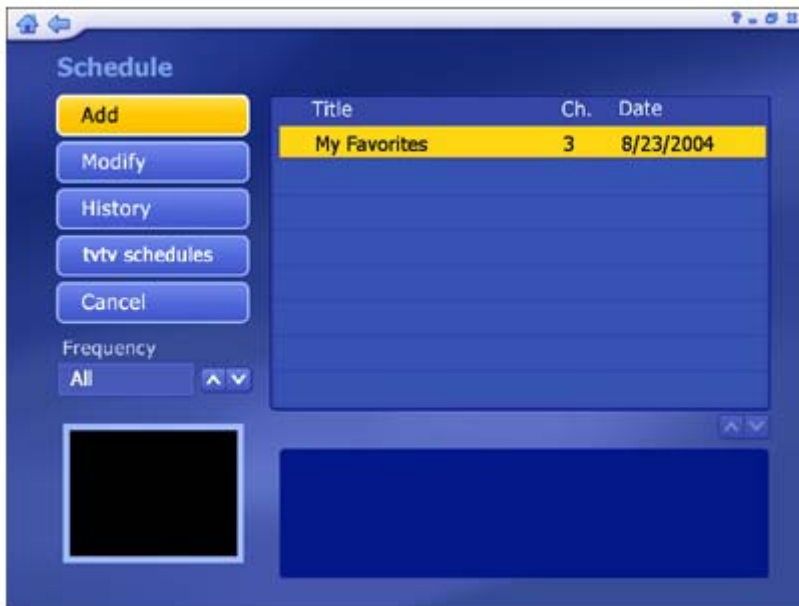 Schedule
Add
Modify
History
tvtv schedules
Cancel
Frequency
All
Title Ch. Date
My Favorites 3 8/23/2004